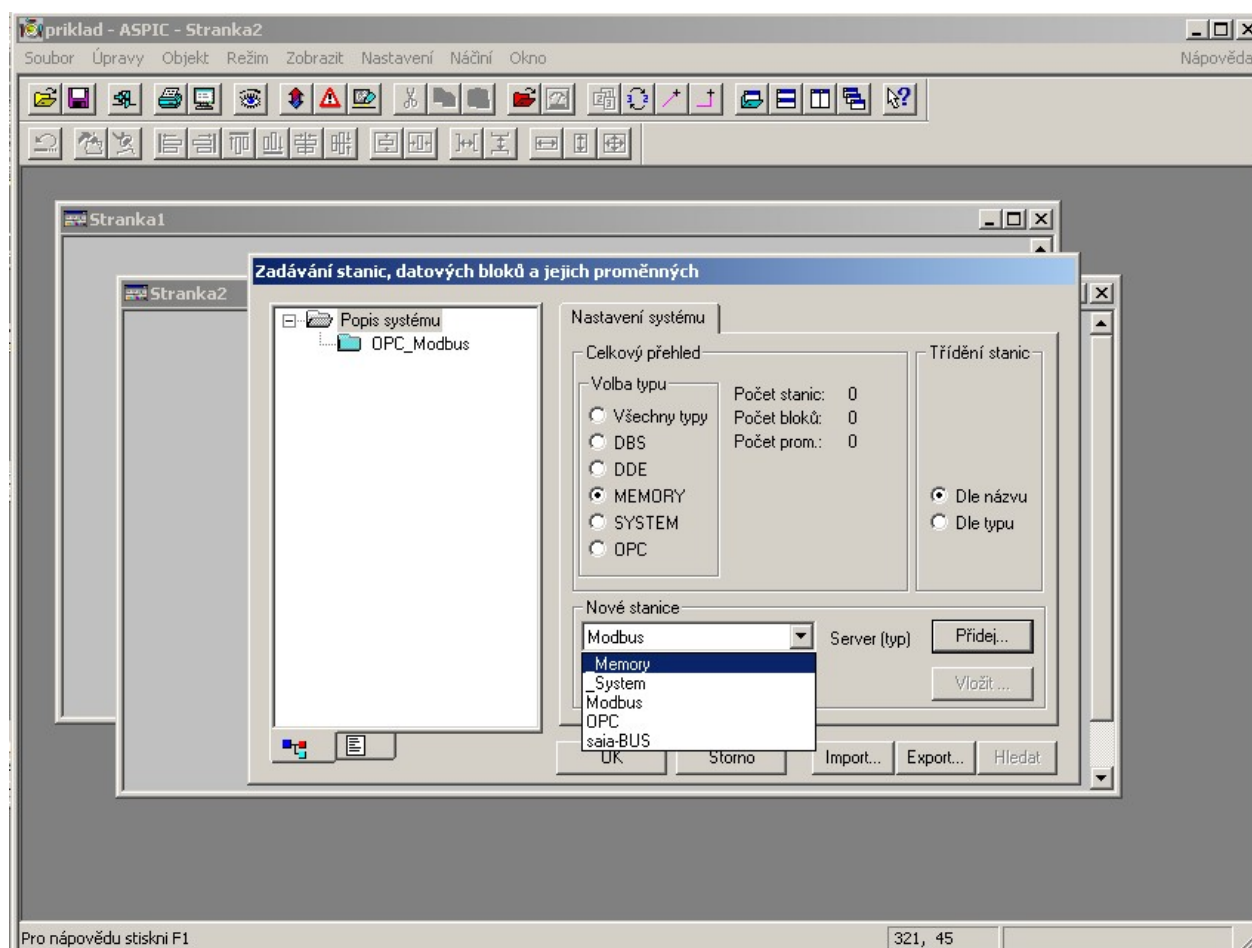 priklad - ASPIC - Stranka2
Soubor Úpravy Objekt Režim Zobrazit Nastavení Náčiní Okno Nápověda
Stranka1
Zadávání stanic, datových bloků a jejich proměnných
Stranka2
Popis systému
OPC_Modbus
Nastavení systému
Celkový přehled
Třídění stanic
Volba typu
Všechny typy
DBS
DDE
MEMORY
SYSTEM
OPC
Počet stanic: 0
Počet bloků: 0
Počet prom.: 0
Dle názvu
Dle typu
Nové stanice
Modbus
Server (typ)
Přidej...
_Memory
_System
Modbus
OPC
saia-BUS
Vložit ...
OK Storno Import... Export... Hledat
Pro nápovědu stiskni F1
321, 45